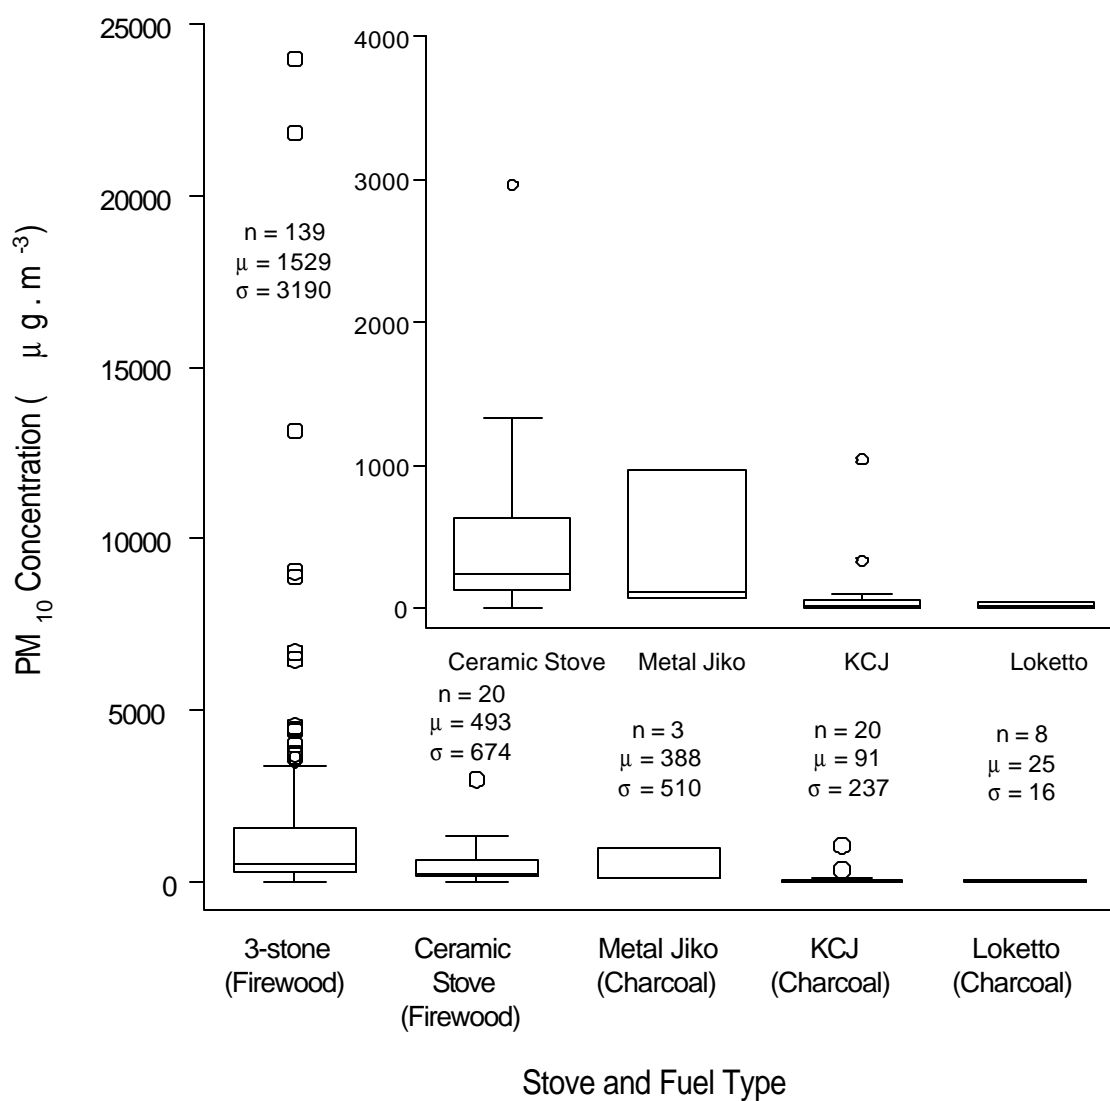 25000
20000
15000
10000
5000
0
PM 10 Concentration ( μ g . m -3)
n = 139
μ = 1529
σ = 3190
4000
3000
2000
1000
0
Ceramic Stove
Metal Jiko
KCJ
Loketto
n = 20
μ = 493
σ = 674
n = 3
μ = 388
σ = 510
n = 20
μ = 91
σ = 237
n = 8
μ = 25
σ = 16
3-stone
(Firewood)
Ceramic
Stove
(Firewood)
Metal Jiko
(Charcoal)
KCJ
(Charcoal)
Loketto
(Charcoal)
Stove and Fuel Type